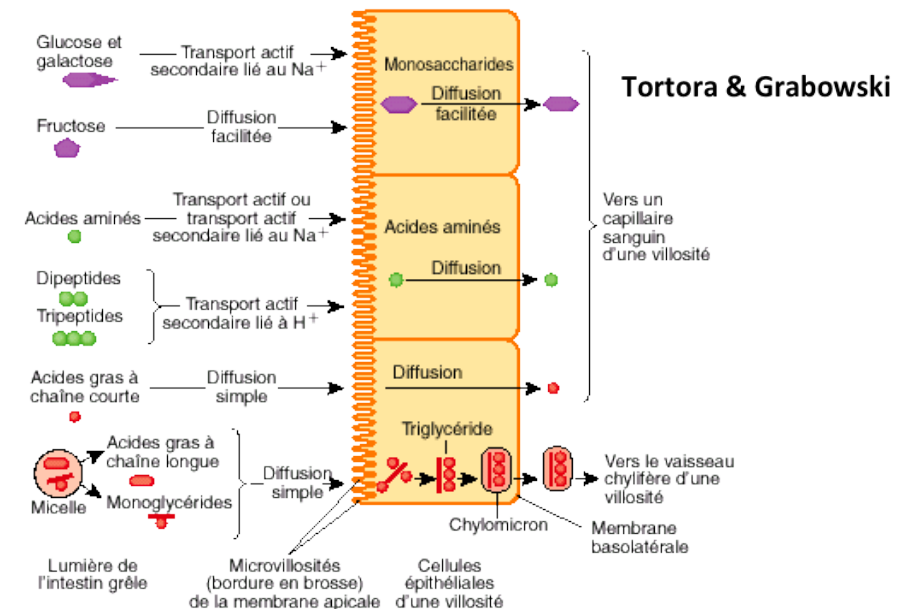 Glucose et
galactose
Transport actif
secondaire lié au Na+
Monosaccharides
Diffusion
facilitée
Tortora & Grabowski
Fructose
Diffusion
facilitée
Acides aminés
Transport actif ou
transport actif
secondaire lié au Na+
Acides aminés
Diffusion
Vers un
capillaire
sanguin
d'une villosité
Dipeptides
Tripeptides
Transport actif
secondaire lié à H+
Acides gras à
chaîne courte
Diffusion
simple
Diffusion
Triglycéride
Acides gras à
chaîne longue
Monoglycérides
Micelle
Diffusion
simple
Chylomicron
Vers le vaisseau
chylifère d'une
villosité
Membrane
basolatérale
Lumière de
l'intestin grêle
Microvillosités
(bordure en brosse)
de la membrane apicale
Cellules
épithéliales
d'une villosité